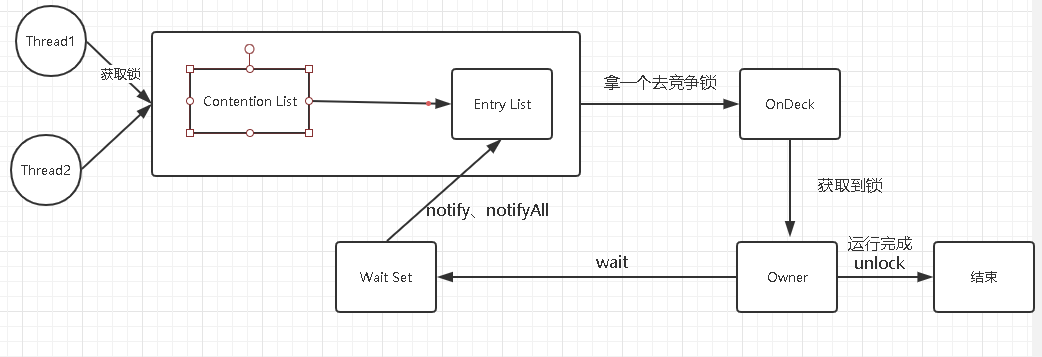 Thread1
获取锁
Thread2
Contention List
Entry List
拿一个去竞争锁
OnDeck
获取到锁
notify、notifyAll
Wait Set
wait
Owner
运行完成
unlock
结束